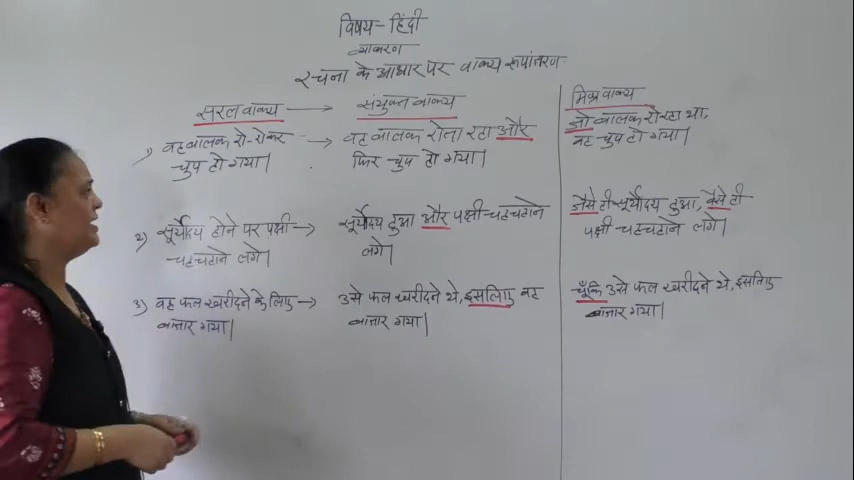 विषय - हिंदी
व्याकरण
रचना के आधार पर वाक्य रूपांतरण
सरल वाक्य → संयुक्त वाक्य
1) वह बालक रो-रोकर → वह बालक रोता रहा और
चुप हो गया। फिर चुप हो गया।
2) सूर्योदय होने पर पक्षी → सूर्योदय हुआ और पक्षी चहचहाने
चहचहाने लगे। लगे।
3) वह फल खरीदने के लिए → उसे फल खरीदने थे, इसलिए वह
बाजार गया। बाजार गया।
मिश्र वाक्य
जो बालक रो रहा था,
वह चुप हो गया।
जैसे ही सूर्योदय हुआ, वैसे ही
पक्षी चहचहाने लगे।
चूँकि उसे फल खरीदने थे, इसलिए
बाजार गया।